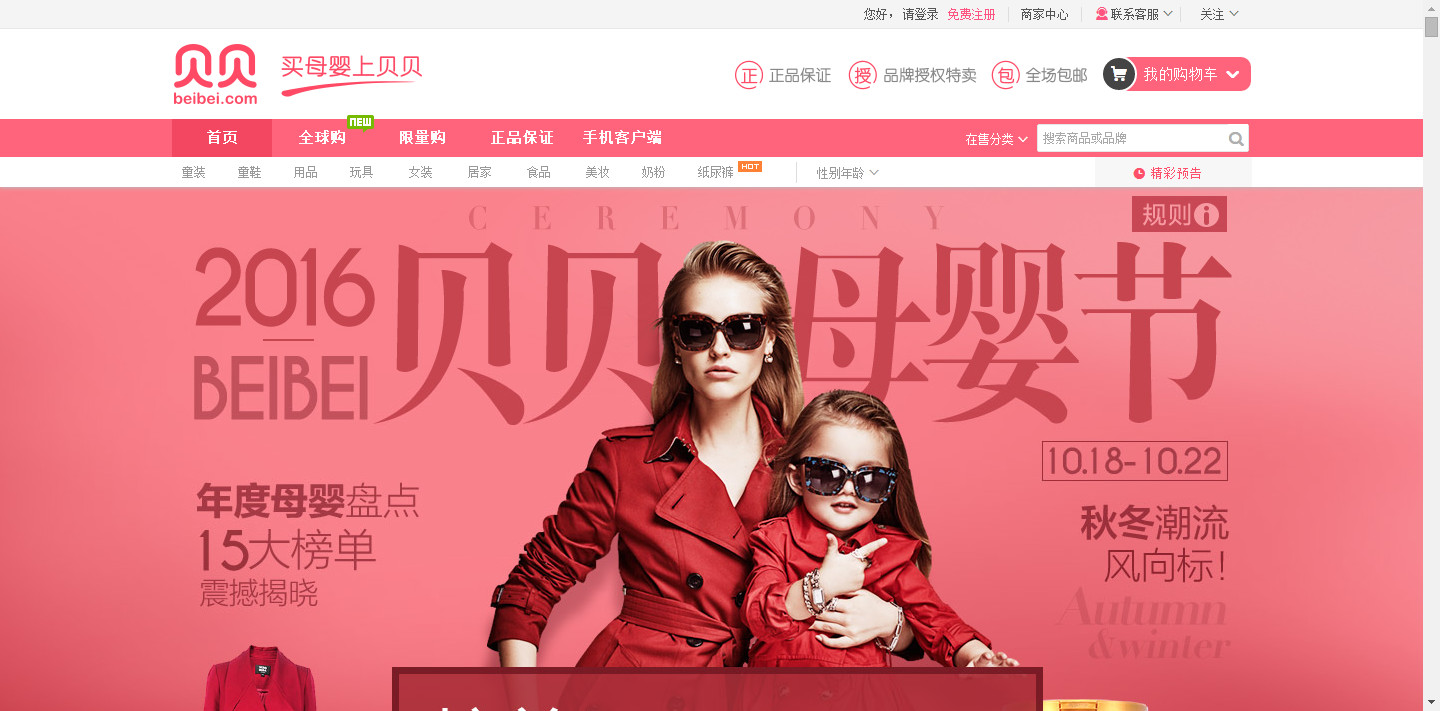 您好，请登录 免费注册 商家中心 联系客服 关注
贝贝
beibei.com
买母婴上贝贝
正 正品保证 授 品牌授权特卖 包 全场包邮 我的购物车
首页 全球购 NEW 限量购 正品保证 手机客户端 在售分类 搜索商品或品牌
童装 童鞋 用品 玩具 女装 居家 食品 美妆 奶粉 纸尿裤 HOT 性别年龄 精彩预告
CEREMONY
规则i
2016
BEIBEI
贝贝母婴节
10.18-10.22
年度母婴盘点
15大榜单
震撼揭晓
秋冬潮流
风向标!
Autumn
&winter